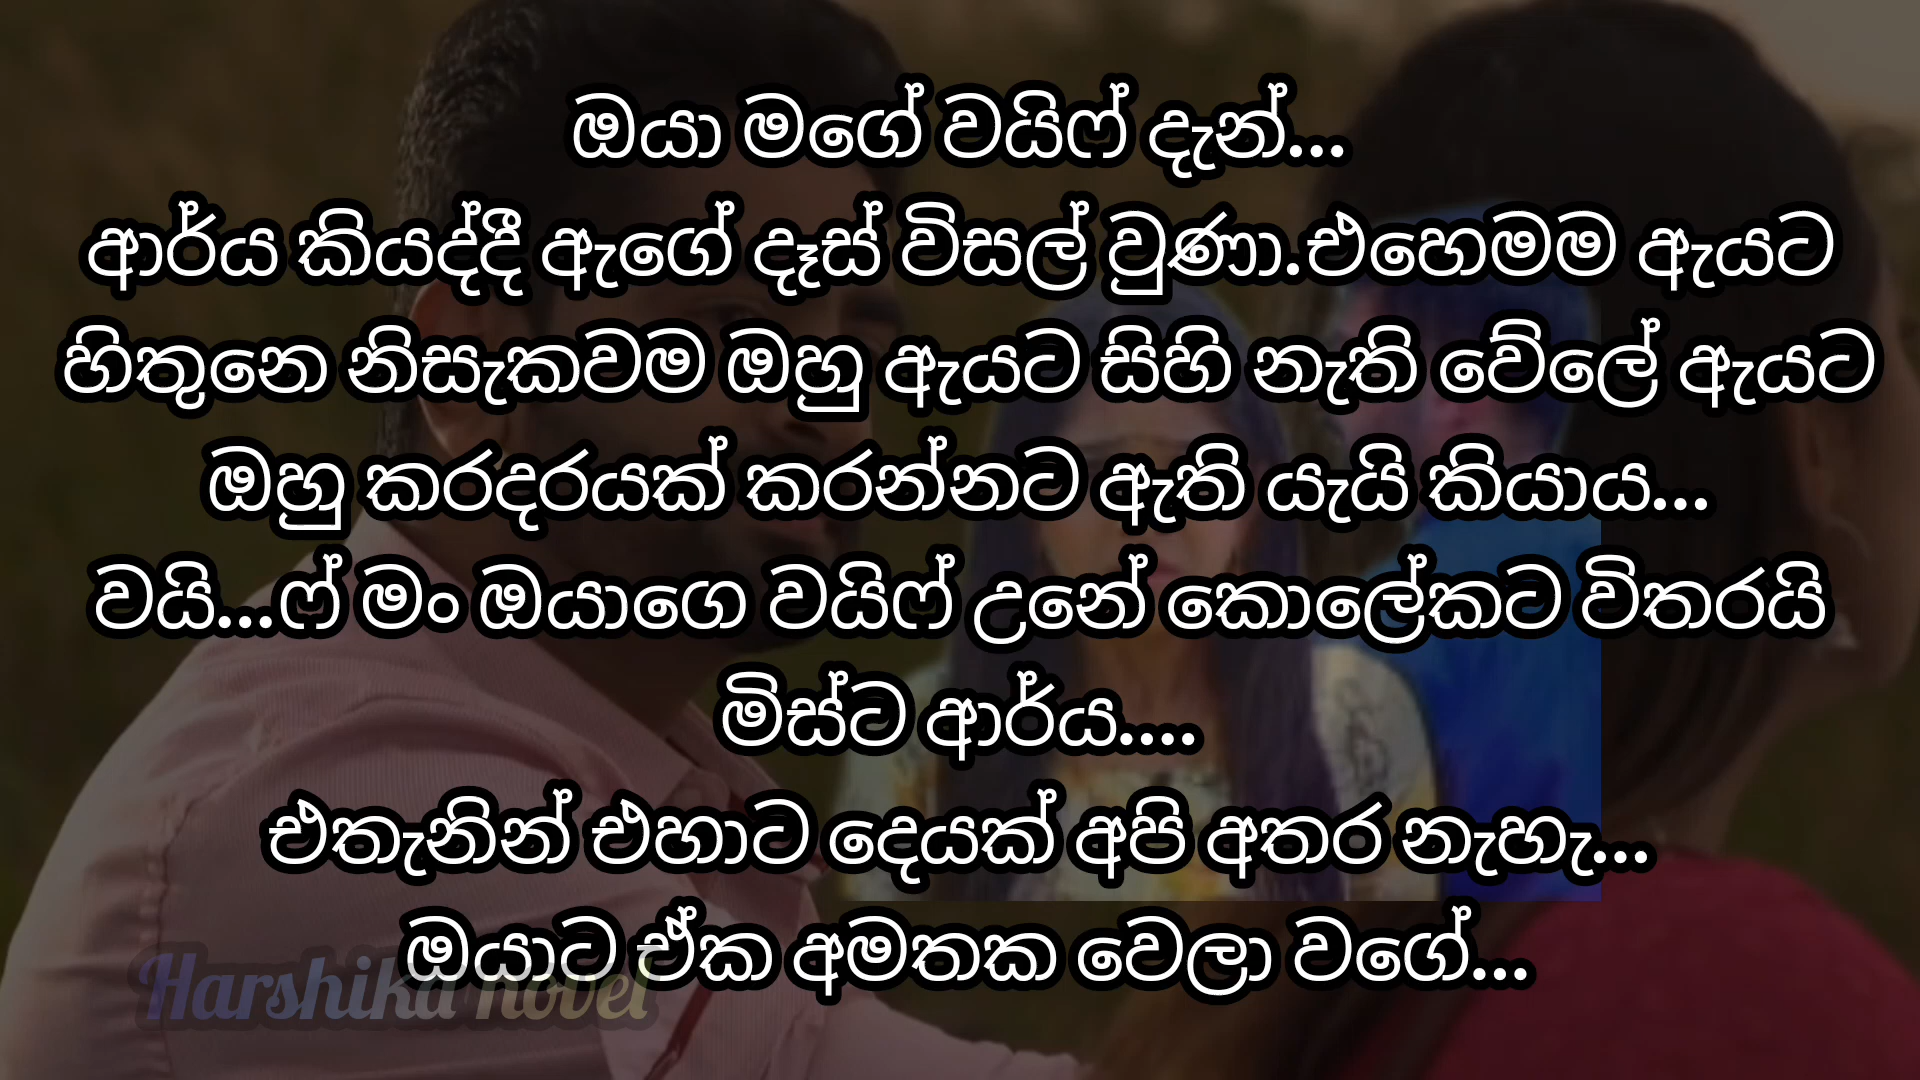 ඔයා මගේ වයිෆ් දැන්...
ආර්ය කියද්දී ඇගේ දෑස් විසල් වුණා.එහෙමම ඇයට
හිතුනෙ නිසැකවම ඔහු ඇයට සිහි නැති වේලේ ඇයට
ඔහු කරදරයක් කරන්නට ඇති යැයි කියාය...
වයි...ෆ් මං ඔයාගෙ වයිෆ් උනේ කොලේකට විතරයි
මිස්ට ආර්ය....
එතැනින් එහාට දෙයක් අපි අතර නැහැ...
ඔයාට ඒක අමතක වෙලා වගේ...
Harshika novel